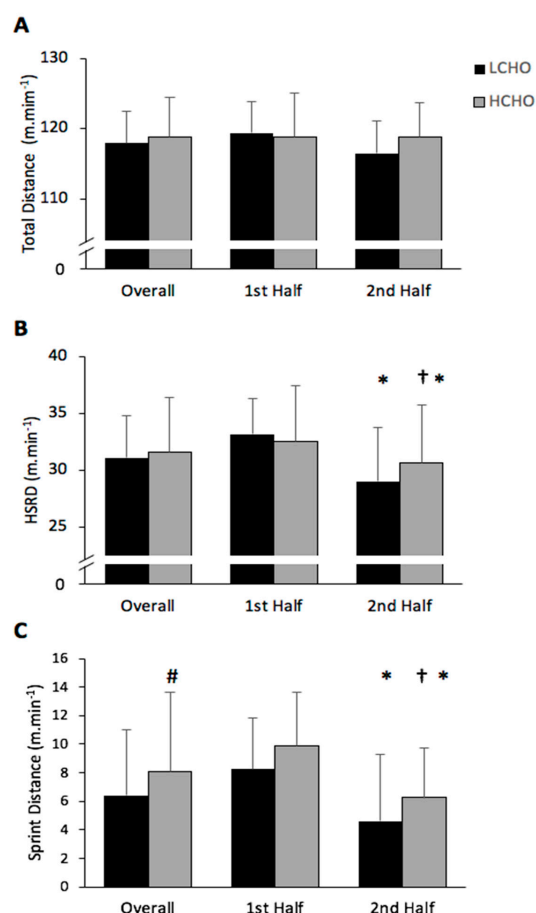 A
130
120
110
0
Total Distance (m.mim-1)
LCHO
HCHO
Overall 1st Half 2nd Half
B
40
35
30
25
0
HSRD (m.min-1)
* † *
Overall 1st Half 2nd Half
C
16
14
12
10
8
6
4
2
0
Sprint Distance (m.min-1)
# * † *
Overall 1st Half 2nd Half